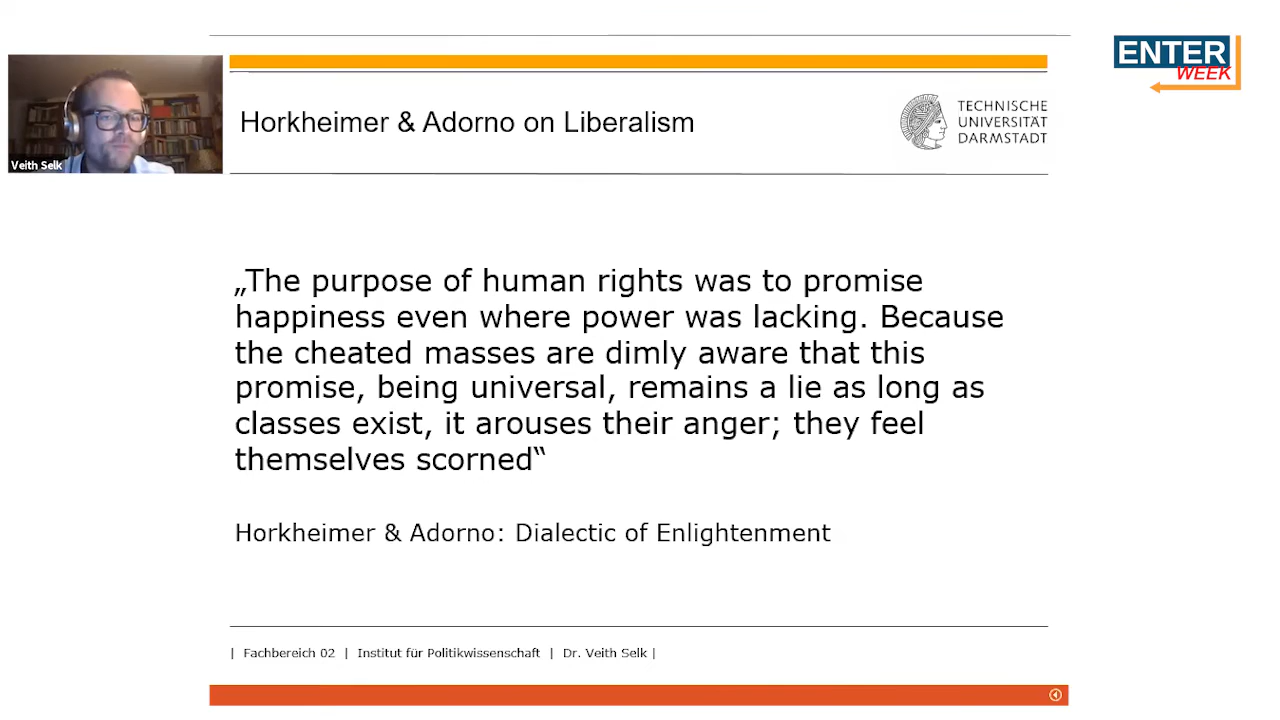 ENTER
WEEK
Veith Selk
Horkheimer & Adorno on Liberalism
TECHNISCHE
UNIVERSITÄT
DARMSTADT
„The purpose of human rights was to promise
happiness even where power was lacking. Because
the cheated masses are dimly aware that this
promise, being universal, remains a lie as long as
classes exist, it arouses their anger; they feel
themselves scorned“
Horkheimer & Adorno: Dialectic of Enlightenment
| Fachbereich 02 | Institut für Politikwissenschaft | Dr. Veith Selk |